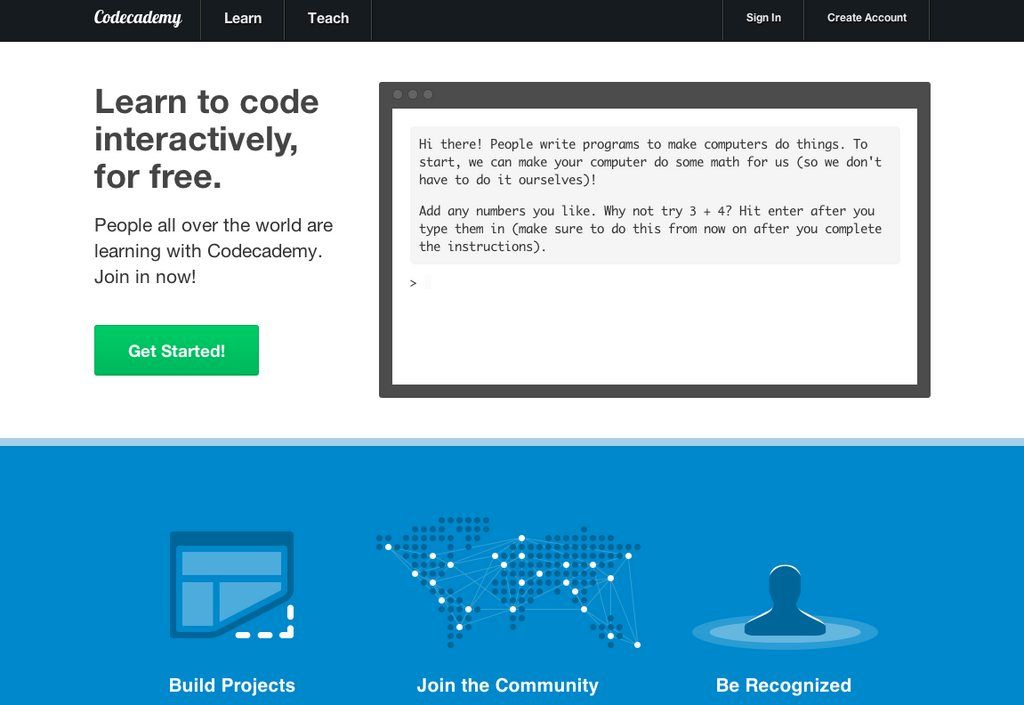 Codecademy
Learn
Teach
Sign In
Create Account
Learn to code
interactively,
for free.
People all over the world are
learning with Codecademy.
Join in now!
Get Started!
Hi there! People write programs to make computers do things. To
start, we can make your computer do some math for us (so we don't
have to do it ourselves)!
Add any numbers you like. Why not try 3 + 4? Hit enter after you
type them in (make sure to do this from now on after you complete
the instructions).
>
Build Projects
Join the Community
Be Recognized